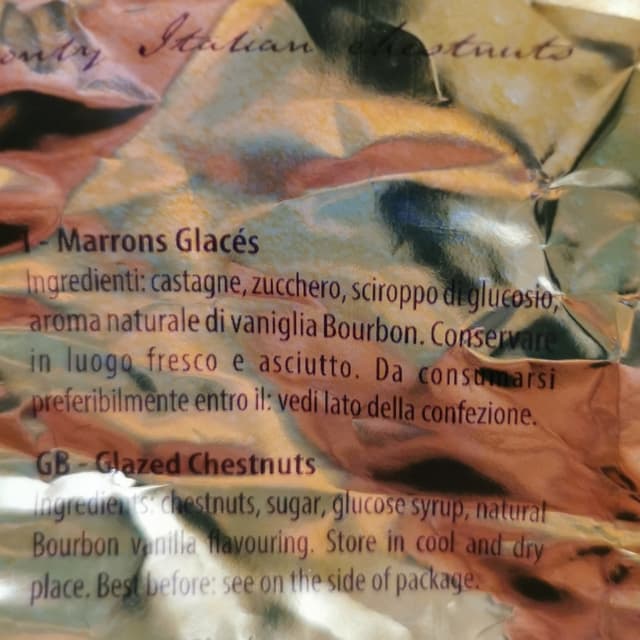 only Italian chestnuts
I - Marrons Glacés
Ingredienti: castagne, zucchero, sciroppo di glucosio,
aroma naturale di vaniglia Bourbon. Conservare
in luogo fresco e asciutto. Da consumarsi
preferibilmente entro il: vedi lato della confezione.
GB - Glazed Chestnuts
Ingredients: chestnuts, sugar, glucose syrup, natural
Bourbon vanilla flavouring. Store in cool and dry
place. Best before: see on the side of package.